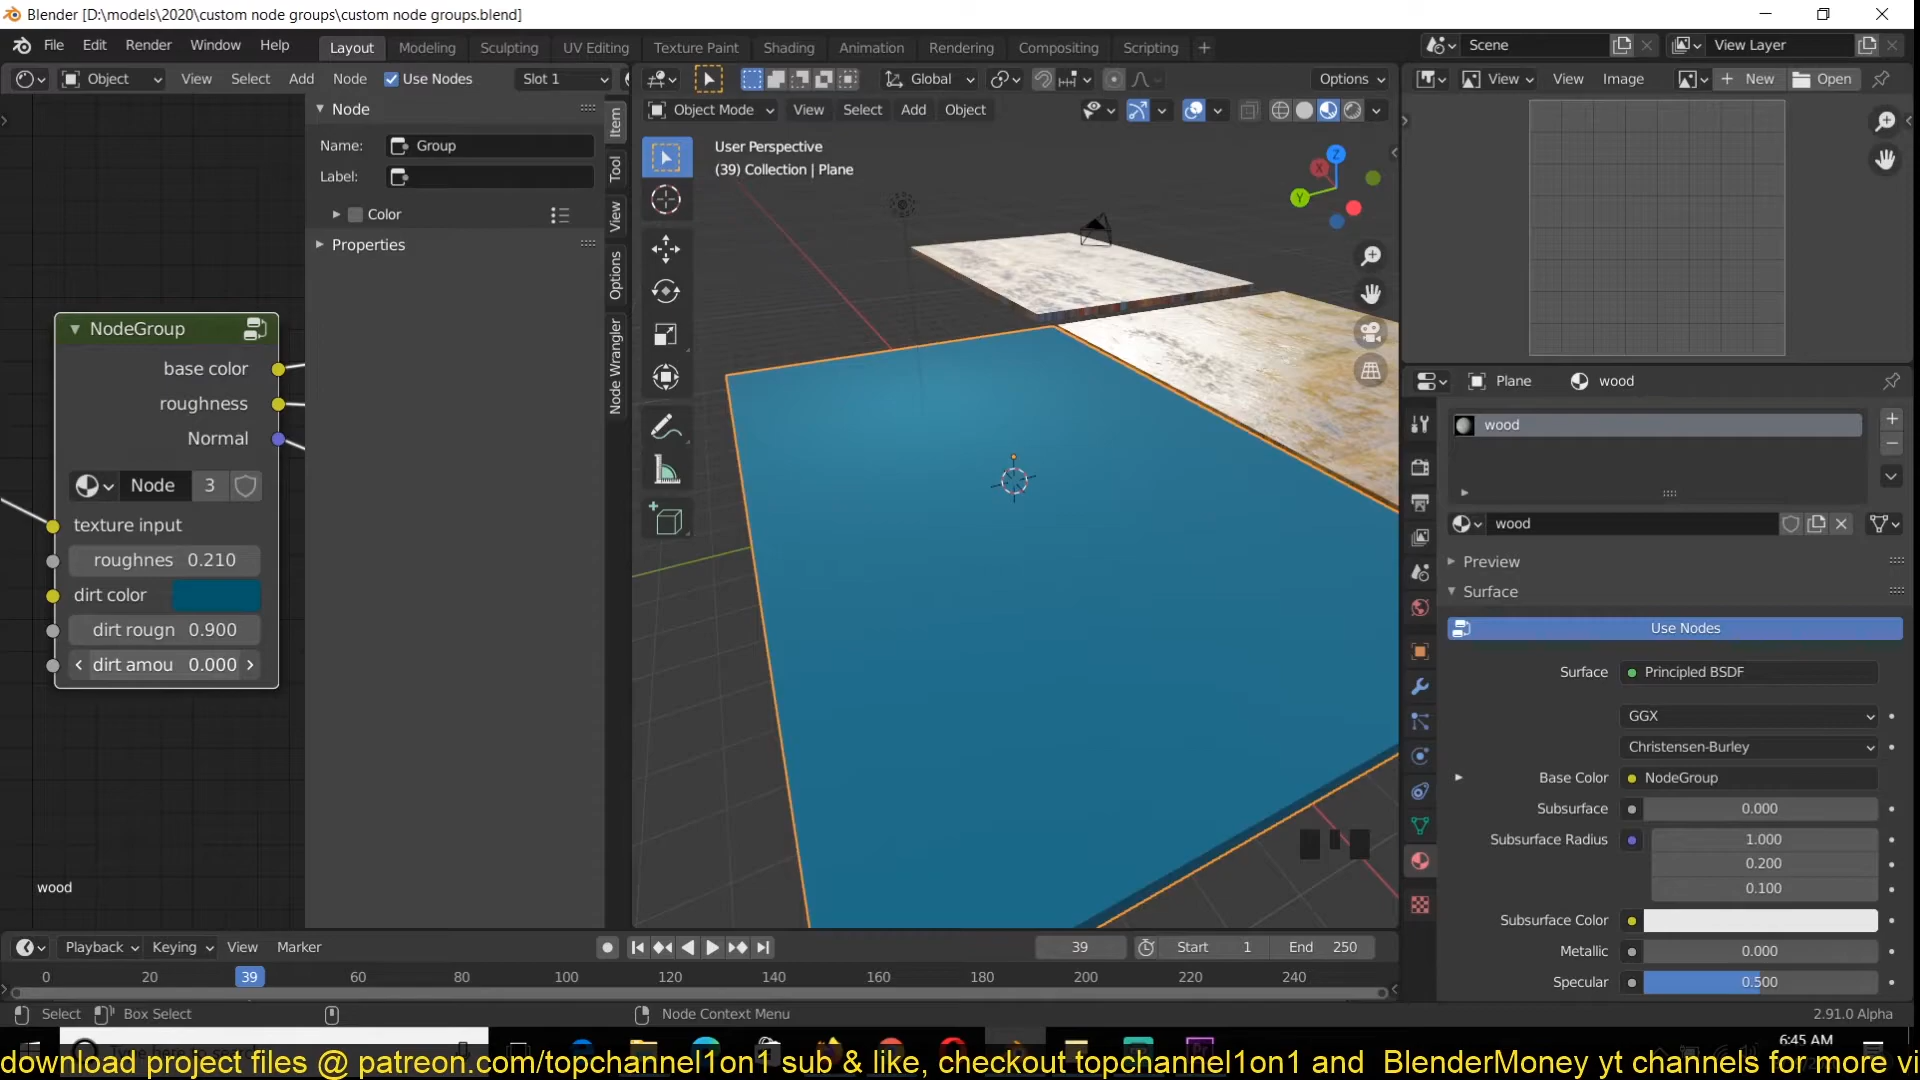 Blender [D:\models\2020\custom node groups\custom node groups.blend]
File Edit Render Window Help Layout Modeling Sculpting UV Editing Texture Paint Shading Animation Rendering Compositing Scripting + Scene View Layer
Object View Select Add Node Use Nodes Slot 1 Global Options View View Image New Open
Node
Object Mode View Select Add Object
Name: Group
Label:
Color
Properties
Item
Tool
View
Options
Node Wrangler
User Perspective
(39) Collection | Plane
Z
X
Y
NodeGroup
base color
roughness
Normal
Node 3
texture input
roughnes 0.210
dirt color
dirt rougn 0.900
dirt amou 0.000
wood
Plane wood
wood
wood
Preview
Surface
Use Nodes
Surface Principled BSDF
GGX
Christensen-Burley
Base Color NodeGroup
Subsurface 0.000
Subsurface Radius 1.000
0.200
0.100
Subsurface Color
Metallic 0.000
Specular 0.500
Playback Keying View Marker 39 Start 1 End 250
0 20 39 60 80 100 120 140 160 180 200 220 240
Select Box Select Node Context Menu 2.91.0 Alpha
6:45 AM
download project files @ patreon.com/topchannel1on1 sub & like, checkout topchannel1on1 and BlenderMoney yt channels for more vi